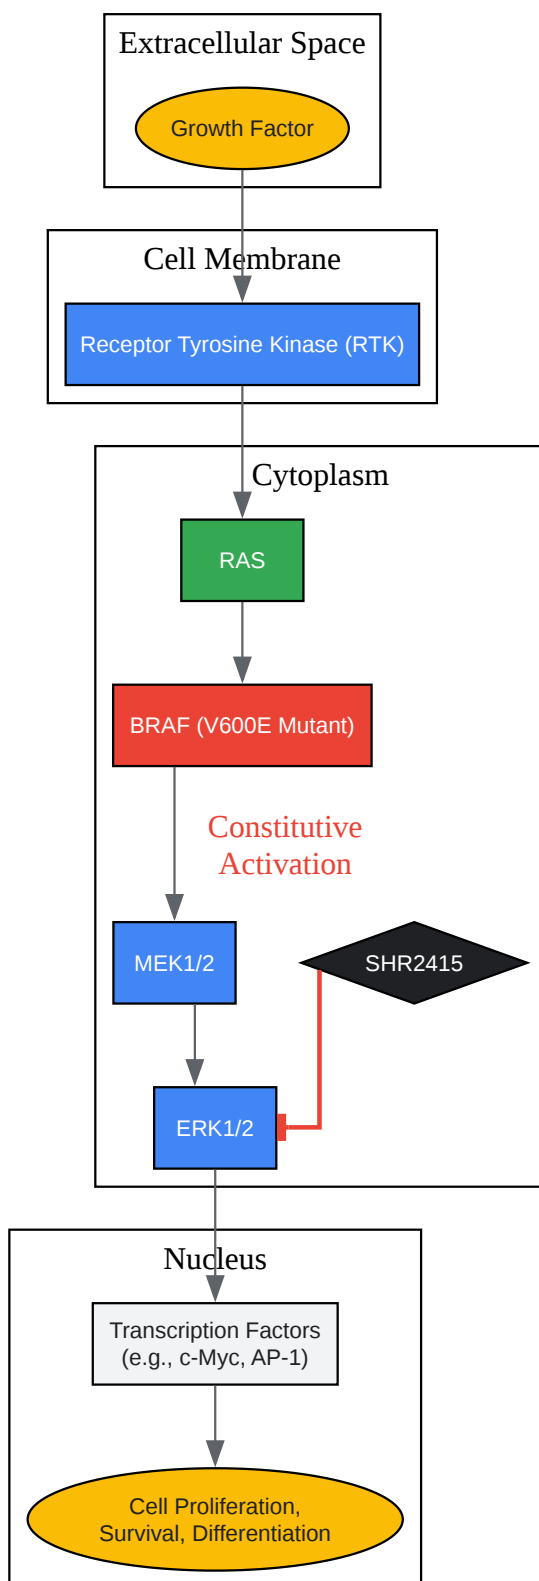 Extracellular Space
Growth Factor
Cell Membrane
Receptor Tyrosine Kinase (RTK)
Cytoplasm
RAS
BRAF (V600E Mutant)
Constitutive
Activation
MEK1/2
SHR2415
ERK1/2
Nucleus
Transcription Factors
(e.g., c-Myc, AP-1)
Cell Proliferation,
Survival, Differentiation